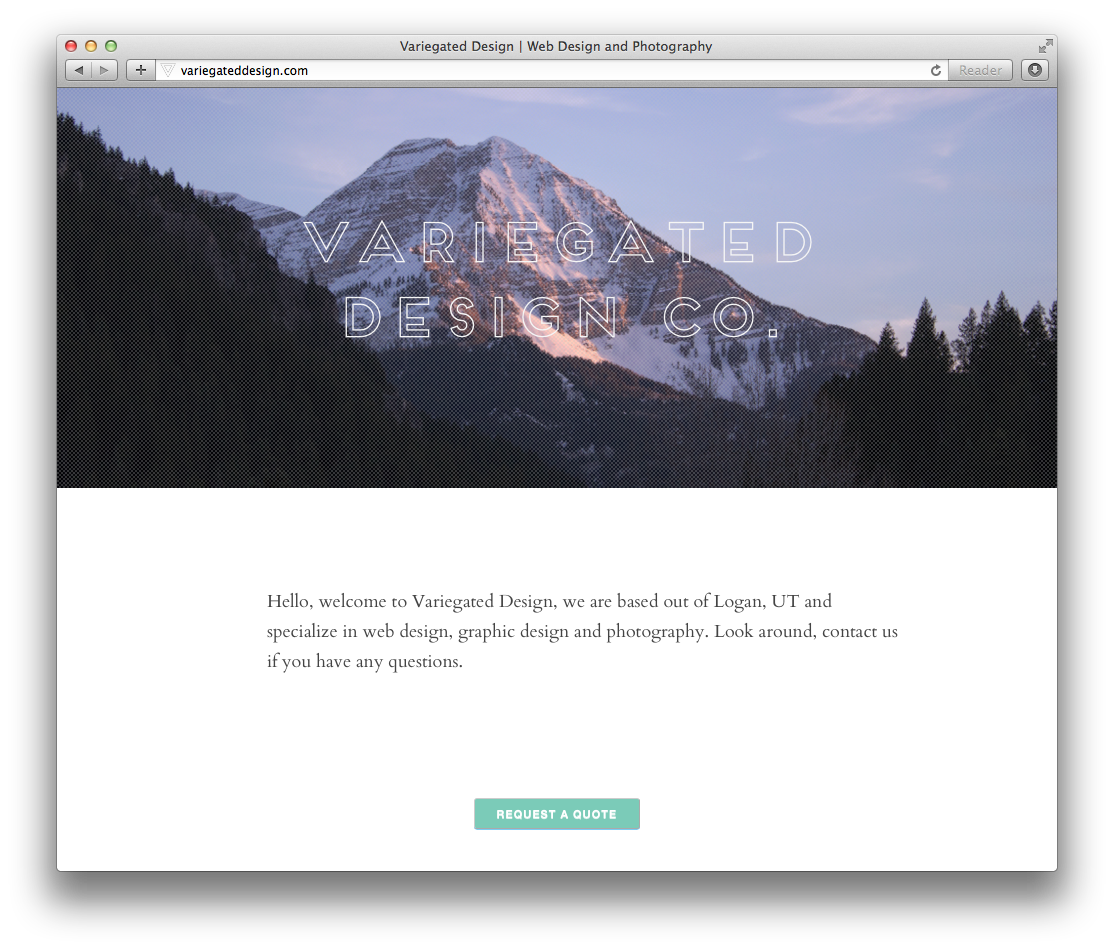 Variegated Design | Web Design and Photography
variegateddesign.com
Reader
VARIEGATED
DESIGN CO.
Hello, welcome to Variegated Design, we are based out of Logan, UT and
specialize in web design, graphic design and photography. Look around, contact us
if you have any questions.
REQUEST A QUOTE